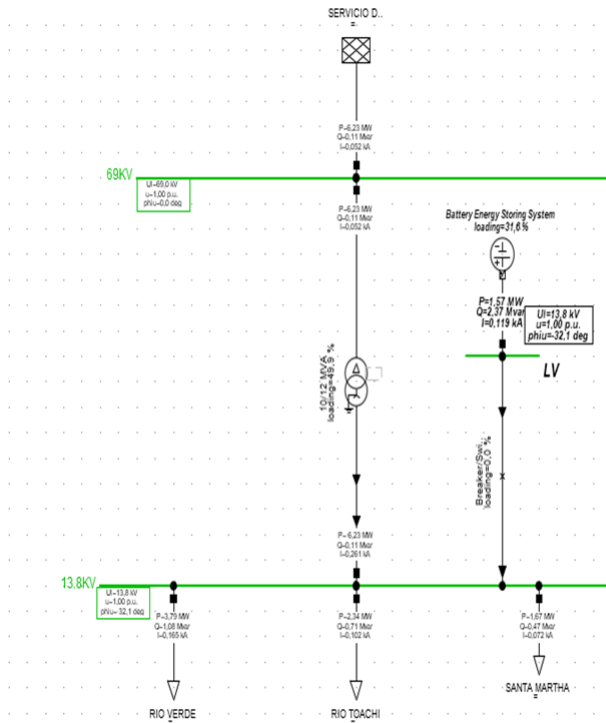 SERVICIO D..
P=6,23 MW
Q=0,11 Mvar
I=0,052 kA
69KV
Ul=69,0 kV
u=1,00 p.u.
phiu=0,0 deg
P=6,23 MW
Q=0,11 Mvar
I=0,052 kA
Battery Energy Storing System
loading=31,6 %
P=1,57 MW
Q=2,37 Mvar
I=0,119 kA
Ul=13,8 kV
u=1,00 p.u.
phiu=-32,1 deg
LV
10/12 MVA
loading=49,9 %
Breaker/Swi..
loading=0,0 %
P=6,23 MW
Q=0,11 Mvar
I=0,261 kA
13.8KV
Ul=13,8 kV
u=1,00 p.u.
phiu=-32,1 deg
P=3,79 MW
Q=1,08 Mvar
I=0,165 kA
P=2,34 MW
Q=0,71 Mvar
I=0,102 kA
P=1,67 MW
Q=0,47 Mvar
I=0,072 kA
RIO VERDE
RIO TOACHI
SANTA MARTHA